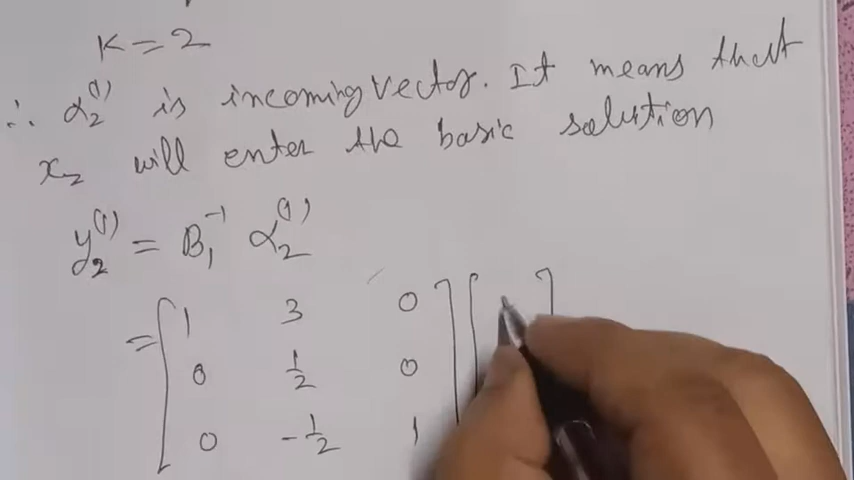 K = 2
∴ α₂⁽¹⁾ is incoming vector. It means that
x₂ will enter the basic solution
y₂⁽¹⁾ = B₁⁻¹ α₂⁽¹⁾
= [ 1 3 0 ] [ ]
0 1/2 0
0 -1/2 1